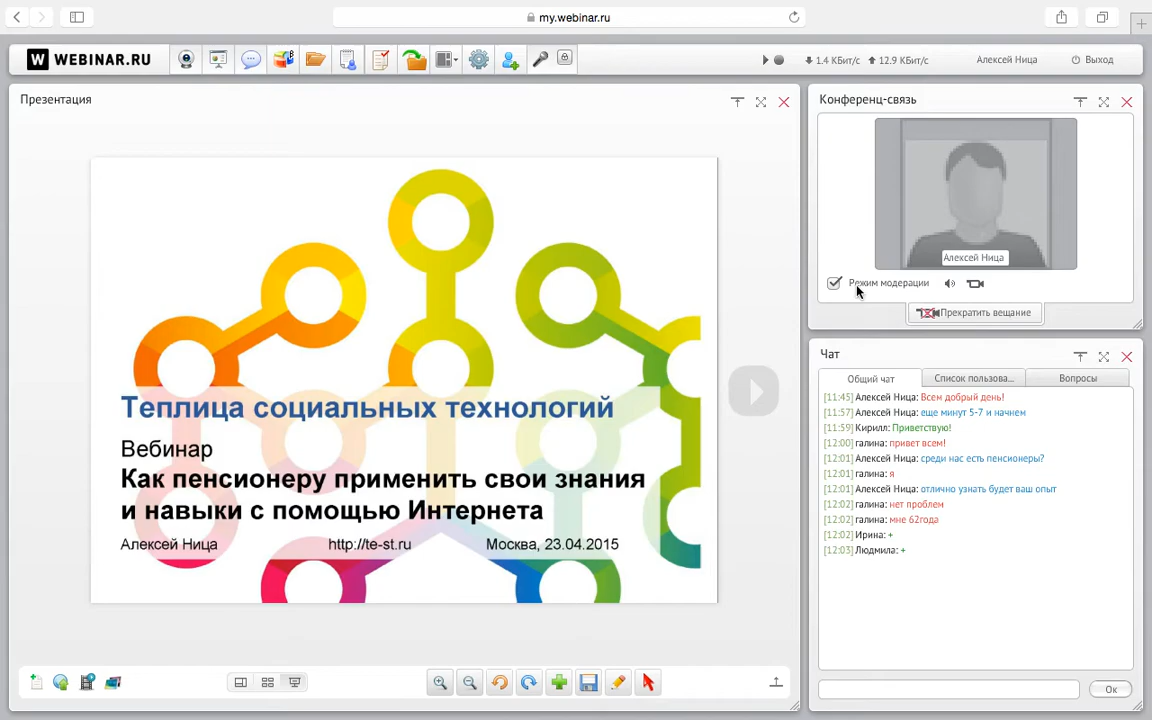 my.webinar.ru
W WEBINAR.RU
1.4 КБит/с 12.9 КБит/с Алексей Ница Выход
Презентация
Теплица социальных технологий
Вебинар
Как пенсионеру применить свои знания
и навыки с помощью Интернета
Алексей Ница http://te-st.ru Москва, 23.04.2015
Конференц-связь
Алексей Ница
Режим модерации
Прекратить вещание
Чат
Общий чат Список пользова... Вопросы
[11:45] Алексей Ница: Всем добрый день!
[11:57] Алексей Ница: еще минут 5-7 и начнем
[11:59] Кирилл: Приветствую!
[12:00] галина: привет всем!
[12:01] Алексей Ница: среди нас есть пенсионеры?
[12:01] галина: я
[12:01] Алексей Ница: отлично узнать будет ваш опыт
[12:02] галина: нет проблем
[12:02] галина: мне 62года
[12:02] Ирина: +
[12:03] Людмила: +
Ок